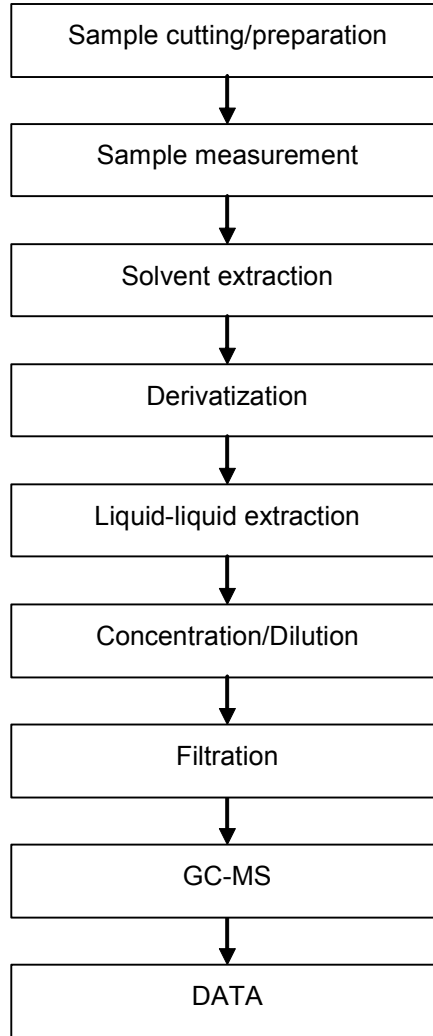 Sample cutting/preparation
Sample measurement
Solvent extraction
Derivatization
Liquid-liquid extraction
Concentration/Dilution
Filtration
GC-MS
DATA